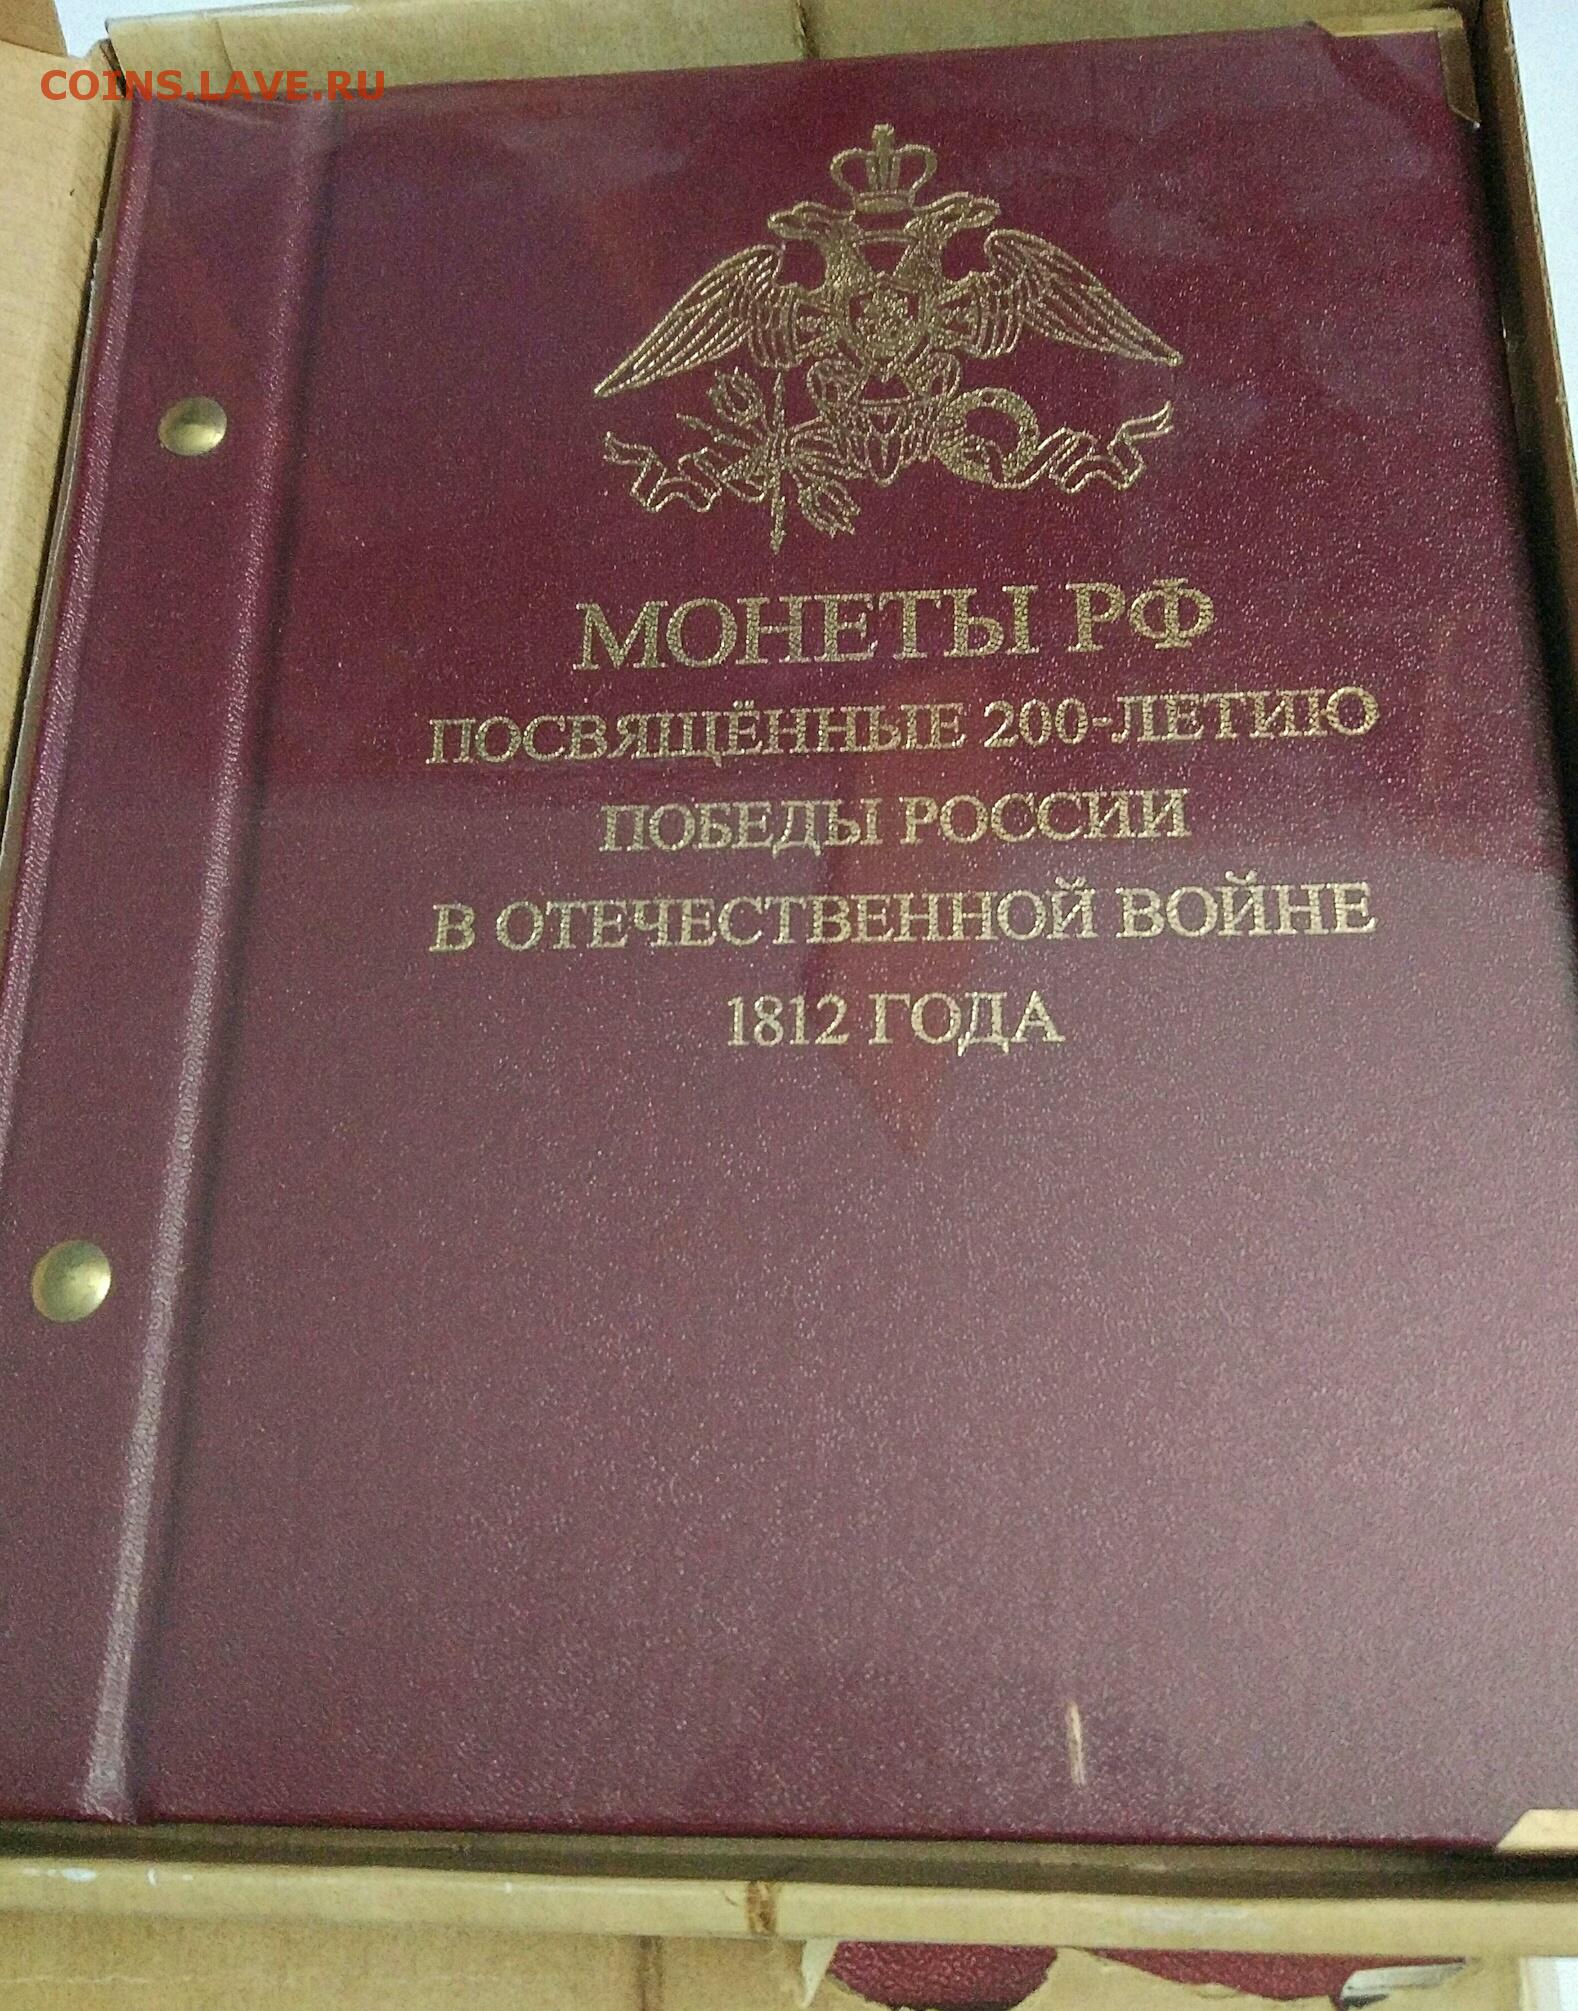 COINS.LAVE.RU
МОНЕТЫ РФ
ПОСВЯЩЁННЫЕ 200-ЛЕТИЮ
ПОБЕДЫ РОССИИ
В ОТЕЧЕСТВЕННОЙ ВОЙНЕ
1812 ГОДА